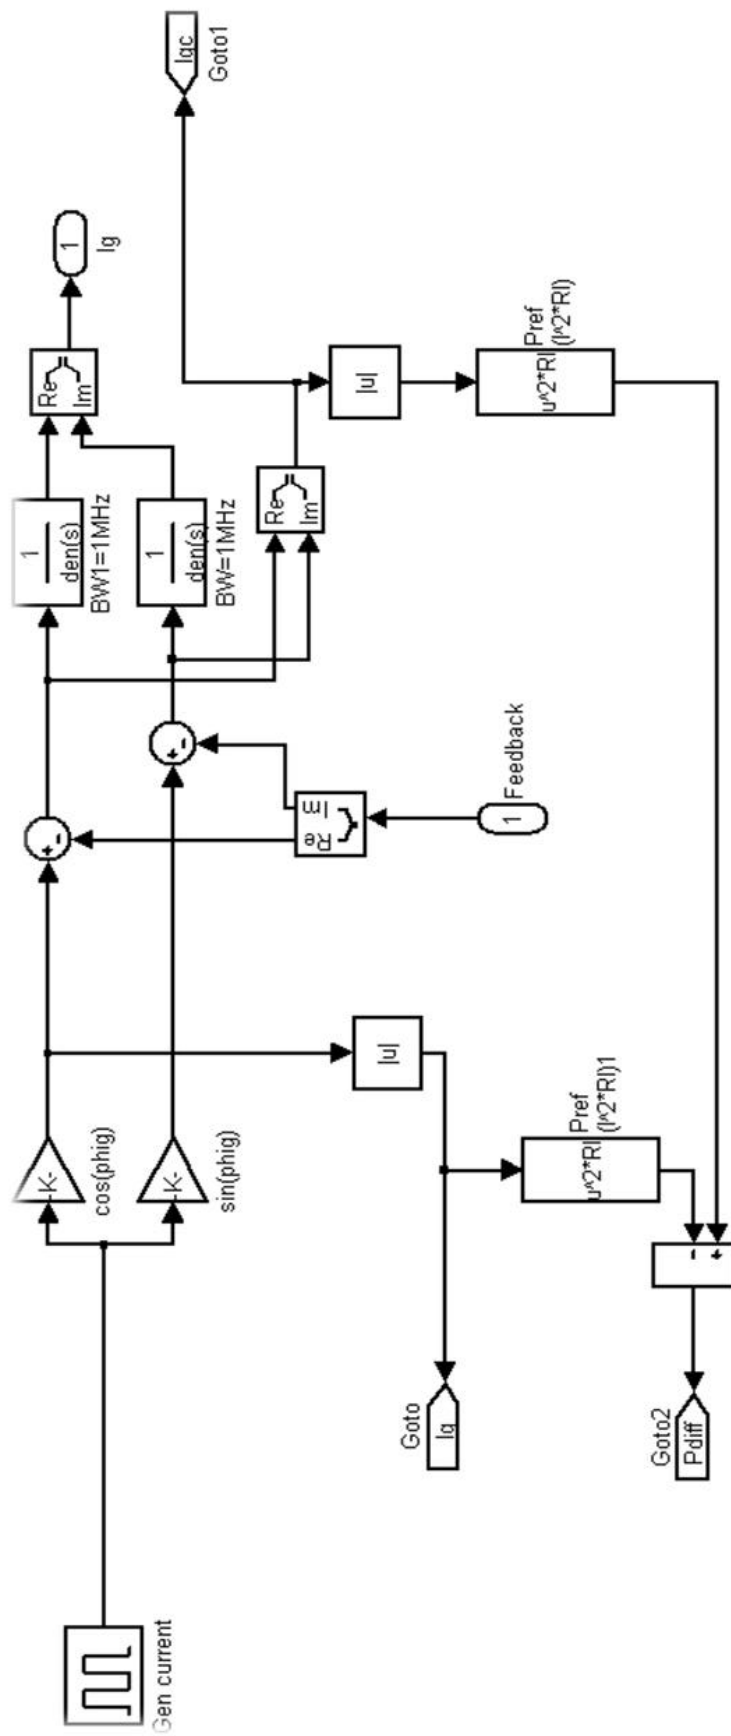 Gen current
-K-
cos(phig)
-K-
sin(phig)
|u|
Goto
Ig
u^2*Rl
Pref
(I^2*Rl)1
-
+
Goto2
Pdiff
+
-
+
-
Re
Im
1
Feedback
1
den(s)
BW1=1MHz
1
den(s)
BW=1MHz
Re
Im
1
Ig
Re
Im
|u|
u^2*Rl
Pref
(I^2*Rl)
Igc
Goto1